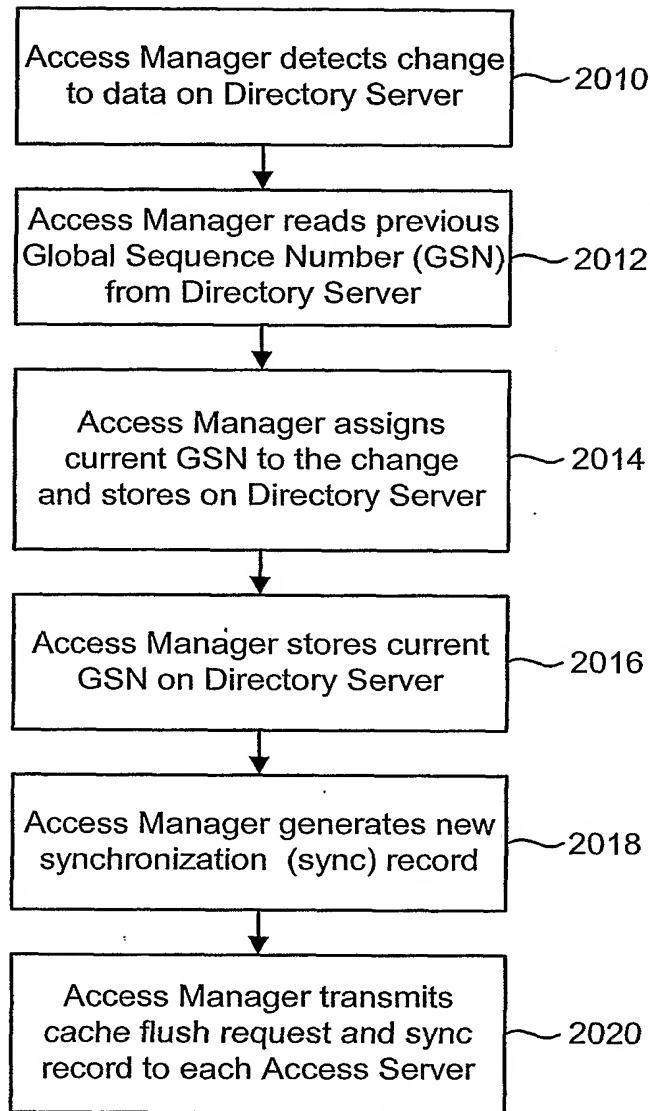 Access Manager detects change
to data on Directory Server
2010
Access Manager reads previous
Global Sequence Number (GSN)
from Directory Server
2012
Access Manager assigns
current GSN to the change
and stores on Directory Server
2014
Access Manager stores current
GSN on Directory Server
2016
Access Manager generates new
synchronization (sync) record
2018
Access Manager transmits
cache flush request and sync
record to each Access Server
2020